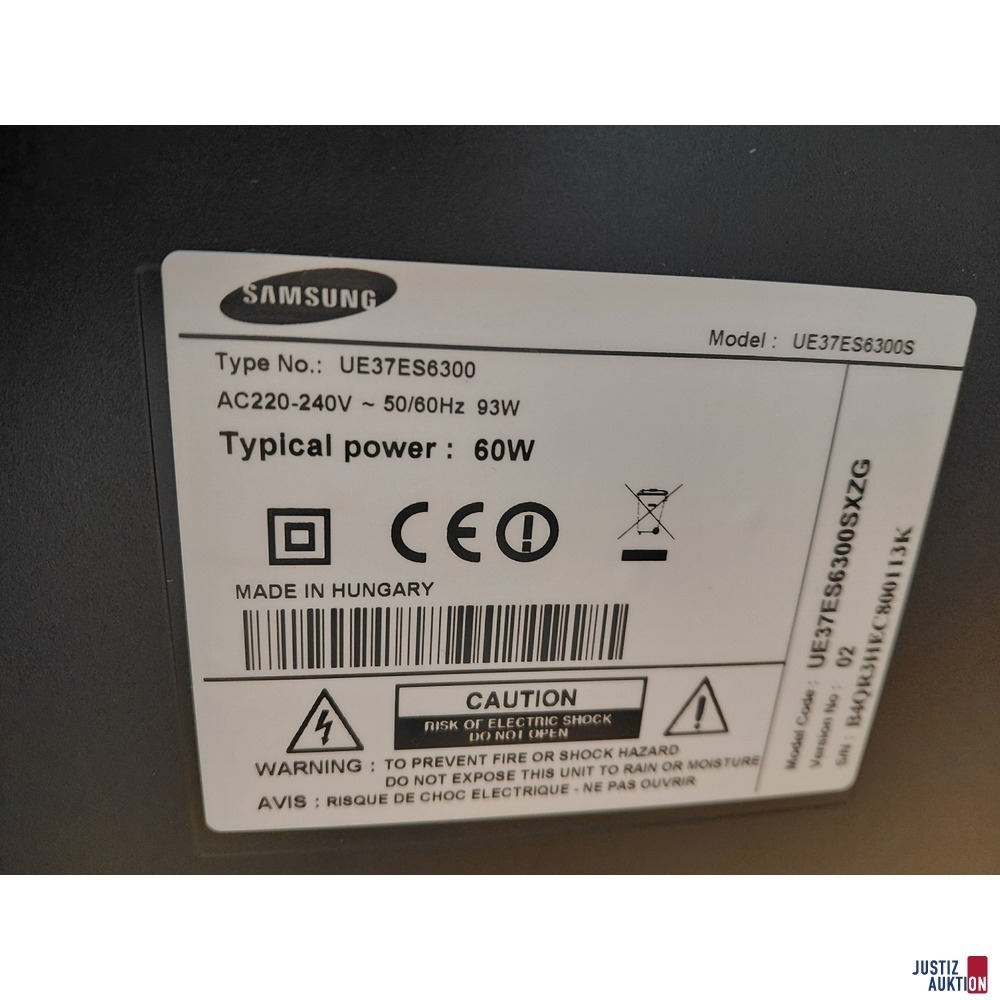 SAMSUNG
Model : UE37ES6300S
Type No.: UE37ES6300
AC220-240V ~ 50/60Hz 93W
Typical power : 60W
CE
MADE IN HUNGARY
CAUTION
RISK OF ELECTRIC SHOCK
DO NOT OPEN
WARNING : TO PREVENT FIRE OR SHOCK HAZARD
DO NOT EXPOSE THIS UNIT TO RAIN OR MOISTURE
AVIS : RISQUE DE CHOC ELECTRIQUE - NE PAS OUVRIR
Model Code : UE37ES6300SXZG
Version No : 02
S/N : B4QR3HEC800113K
JUSTIZ
AUKTION